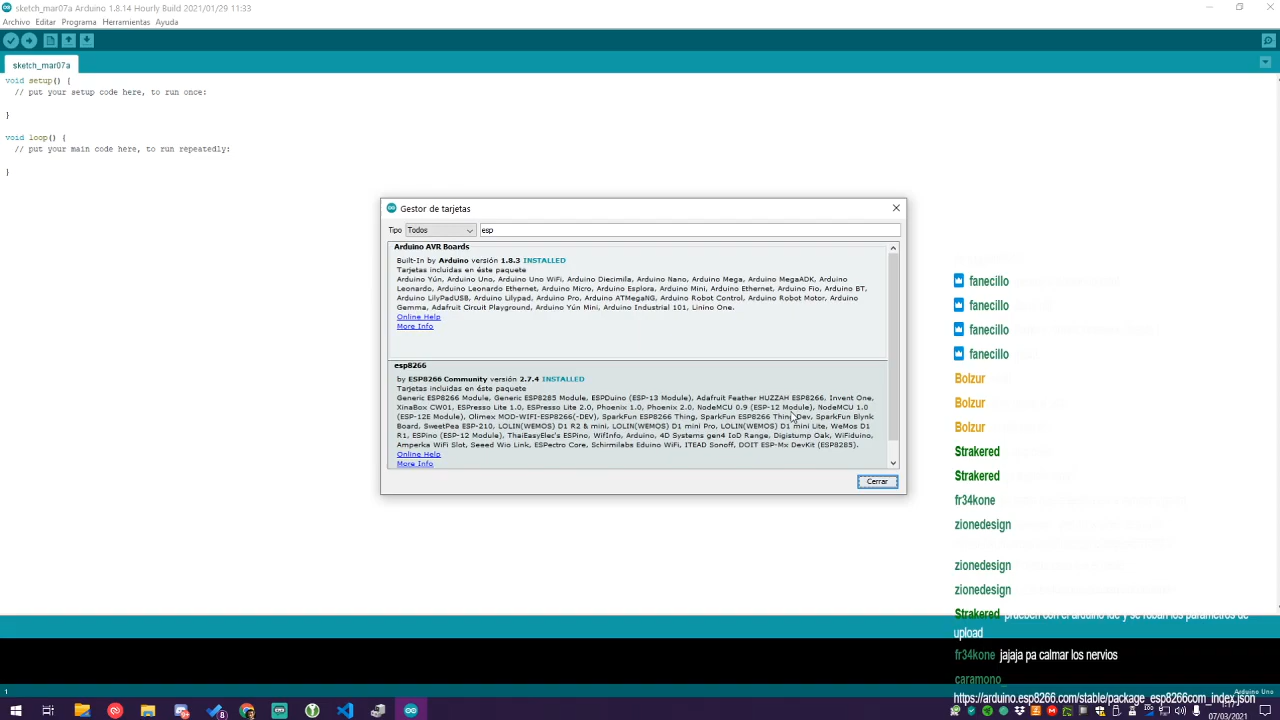 sketch_mar07a Arduino 1.8.14 Hourly Build 2021/01/29 11:33
Archivo Editar Programa Herramientas Ayuda
sketch_mar07a
void setup() {
// put your setup code here, to run once:
}
void loop() {
// put your main code here, to run repeatedly:
}
Gestor de tarjetas
Tipo Todos esp
Arduino AVR Boards
Built-In by Arduino versión 1.8.3 INSTALLED
Tarjetas incluidas en éste paquete
Arduino Yún, Arduino Uno, Arduino Uno WiFi, Arduino Diecimila, Arduino Nano, Arduino Mega, Arduino MegaADK, Arduino
Leonardo, Arduino Leonardo Ethernet, Arduino Micro, Arduino Esplora, Arduino Mini, Arduino Ethernet, Arduino Fio, Arduino BT,
Arduino LilyPadUSB, Arduino Lilypad, Arduino Pro, Arduino ATMegaNG, Arduino Robot Control, Arduino Robot Motor, Arduino
Gemma, Adafruit Circuit Playground, Arduino Yún Mini, Arduino Industrial 101, Linino One.
Online Help
More Info
esp8266
by ESP8266 Community versión 2.7.4 INSTALLED
Tarjetas incluidas en éste paquete
Generic ESP8266 Module, Generic ESP8285 Module, ESPDuino (ESP-13 Module), Adafruit Feather HUZZAH ESP8266, Invent One,
XinaBox CW01, ESPresso Lite 1.0, ESPresso Lite 2.0, Phoenix 1.0, Phoenix 2.0, NodeMCU 0.9 (ESP-12 Module), NodeMCU 1.0
(ESP-12E Module), Olimex MOD-WIFI-ESP8266(-DEV), SparkFun ESP8266 Thing, SparkFun ESP8266 Thing Dev, SparkFun Blynk
Board, SweetPea ESP-210, LOLIN(WEMOS) D1 R2 & mini, LOLIN(WEMOS) D1 mini Pro, LOLIN(WEMOS) D1 mini Lite, WeMos D1
R1, ESPino (ESP-12 Module), ThaiEasyElec's ESPino, WifInfo, Arduino, 4D Systems gen4 IoD Range, Digistump Oak, WiFiduino,
Amperka WiFi Slot, Seeed Wio Link, ESPectro Core, Schirmilabs Eduino WiFi, ITEAD Sonoff, DOIT ESP-Mx DevKit (ESP8285).
Online Help
More Info
Cerrar
fanecillo
fanecillo
fanecillo
fanecillo
Bolzur
Bolzur
Bolzur
Strakered
Strakered
fr34kone
zionedesign
zionedesign
zionedesign
Strakered prueben con el arduino ide y se roban los parametros de
upload
fr34kone jajaja pa calmar los nervios
caramono_
https://arduino.esp8266.com/stable/package_esp8266com_index.json
1
Arduino Uno
07/03/2021